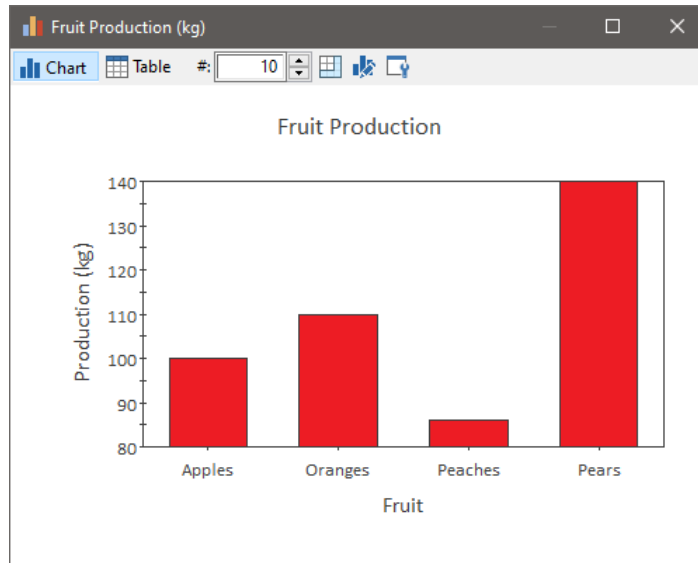 Fruit Production (kg)
Chart Table #: 10
Fruit Production
Production (kg)
140
130
120
110
100
90
80
Apples Oranges Peaches Pears
Fruit